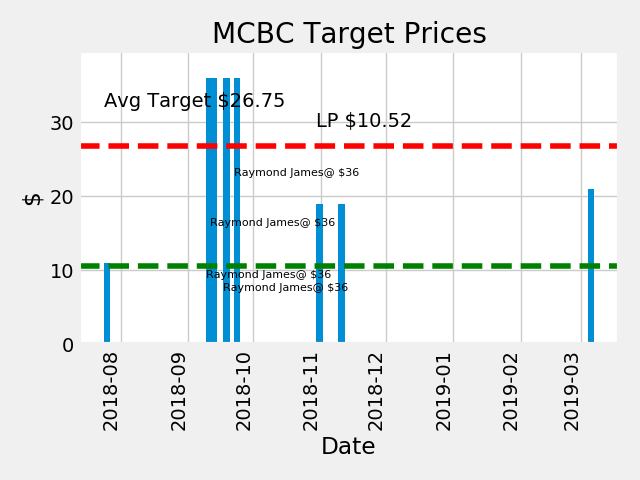 MCBC Target Prices
Avg Target $26.75
LP $10.52
Raymond James@ $36
Raymond James@ $36
Raymond James@ $36
Raymond James@ $36
$
30
20
10
0
2018-08
2018-09
2018-10
2018-11
2018-12
2019-01
2019-02
2019-03
Date